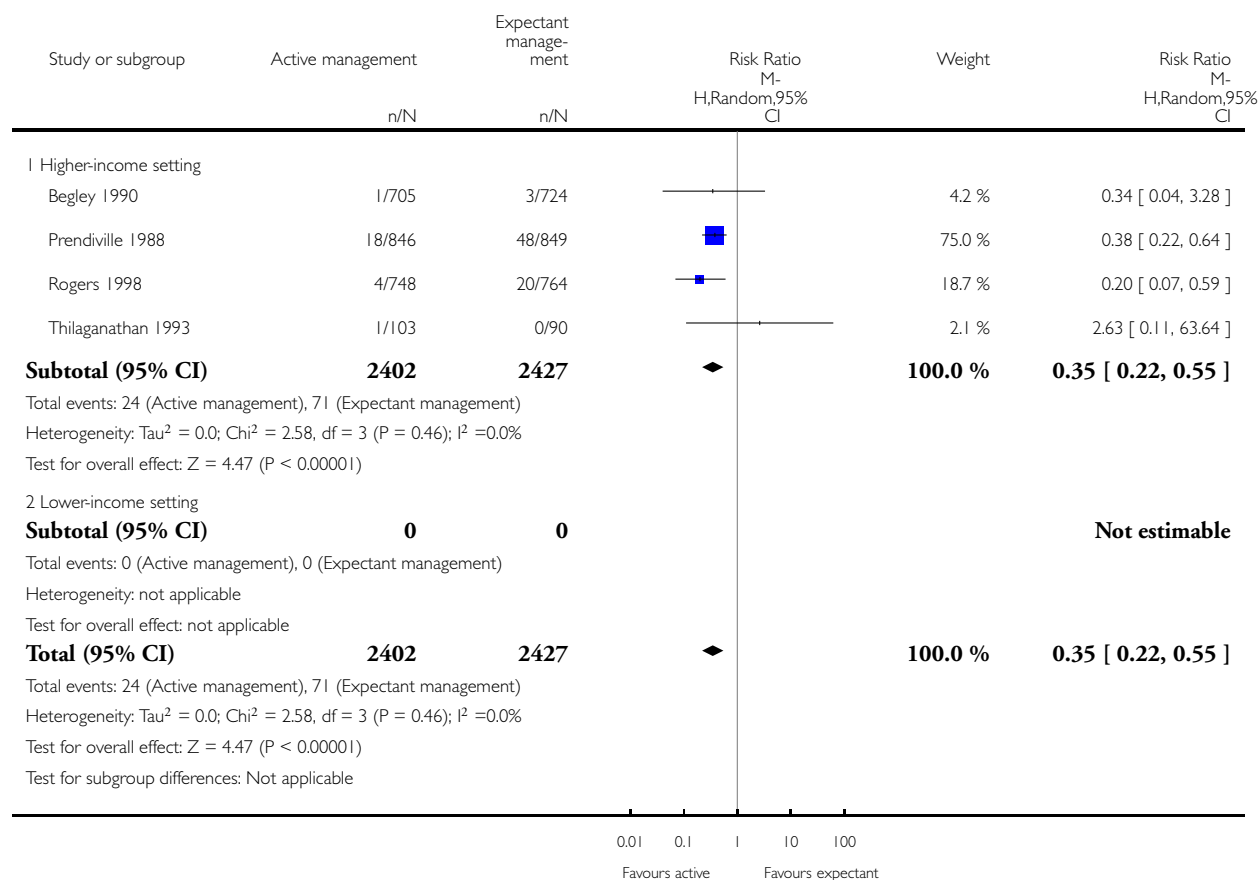 Study or subgroup Active management Expectant manage- ment Risk Ratio Weight Risk Ratio
M- H,Random,95% CI M- H,Random,95% CI
n/N n/N
1 Higher-income setting
Begley 1990 1/705 3/724 4.2 % 0.34 [ 0.04, 3.28 ]
Prendiville 1988 18/846 48/849 75.0 % 0.38 [ 0.22, 0.64 ]
Rogers 1998 4/748 20/764 18.7 % 0.20 [ 0.07, 0.59 ]
Thilaganathan 1993 1/103 0/90 2.1 % 2.63 [ 0.11, 63.64 ]
Subtotal (95% CI) 2402 2427 100.0 % 0.35 [ 0.22, 0.55 ]
Total events: 24 (Active management), 71 (Expectant management)
Heterogeneity: Tau² = 0.0; Chi² = 2.58, df = 3 (P = 0.46); I² =0.0%
Test for overall effect: Z = 4.47 (P < 0.00001)
2 Lower-income setting
Subtotal (95% CI) 0 0 Not estimable
Total events: 0 (Active management), 0 (Expectant management)
Heterogeneity: not applicable
Test for overall effect: not applicable
Total (95% CI) 2402 2427 100.0 % 0.35 [ 0.22, 0.55 ]
Total events: 24 (Active management), 71 (Expectant management)
Heterogeneity: Tau² = 0.0; Chi² = 2.58, df = 3 (P = 0.46); I² =0.0%
Test for overall effect: Z = 4.47 (P < 0.00001)
Test for subgroup differences: Not applicable
0.01 0.1 1 10 100
Favours active Favours expectant